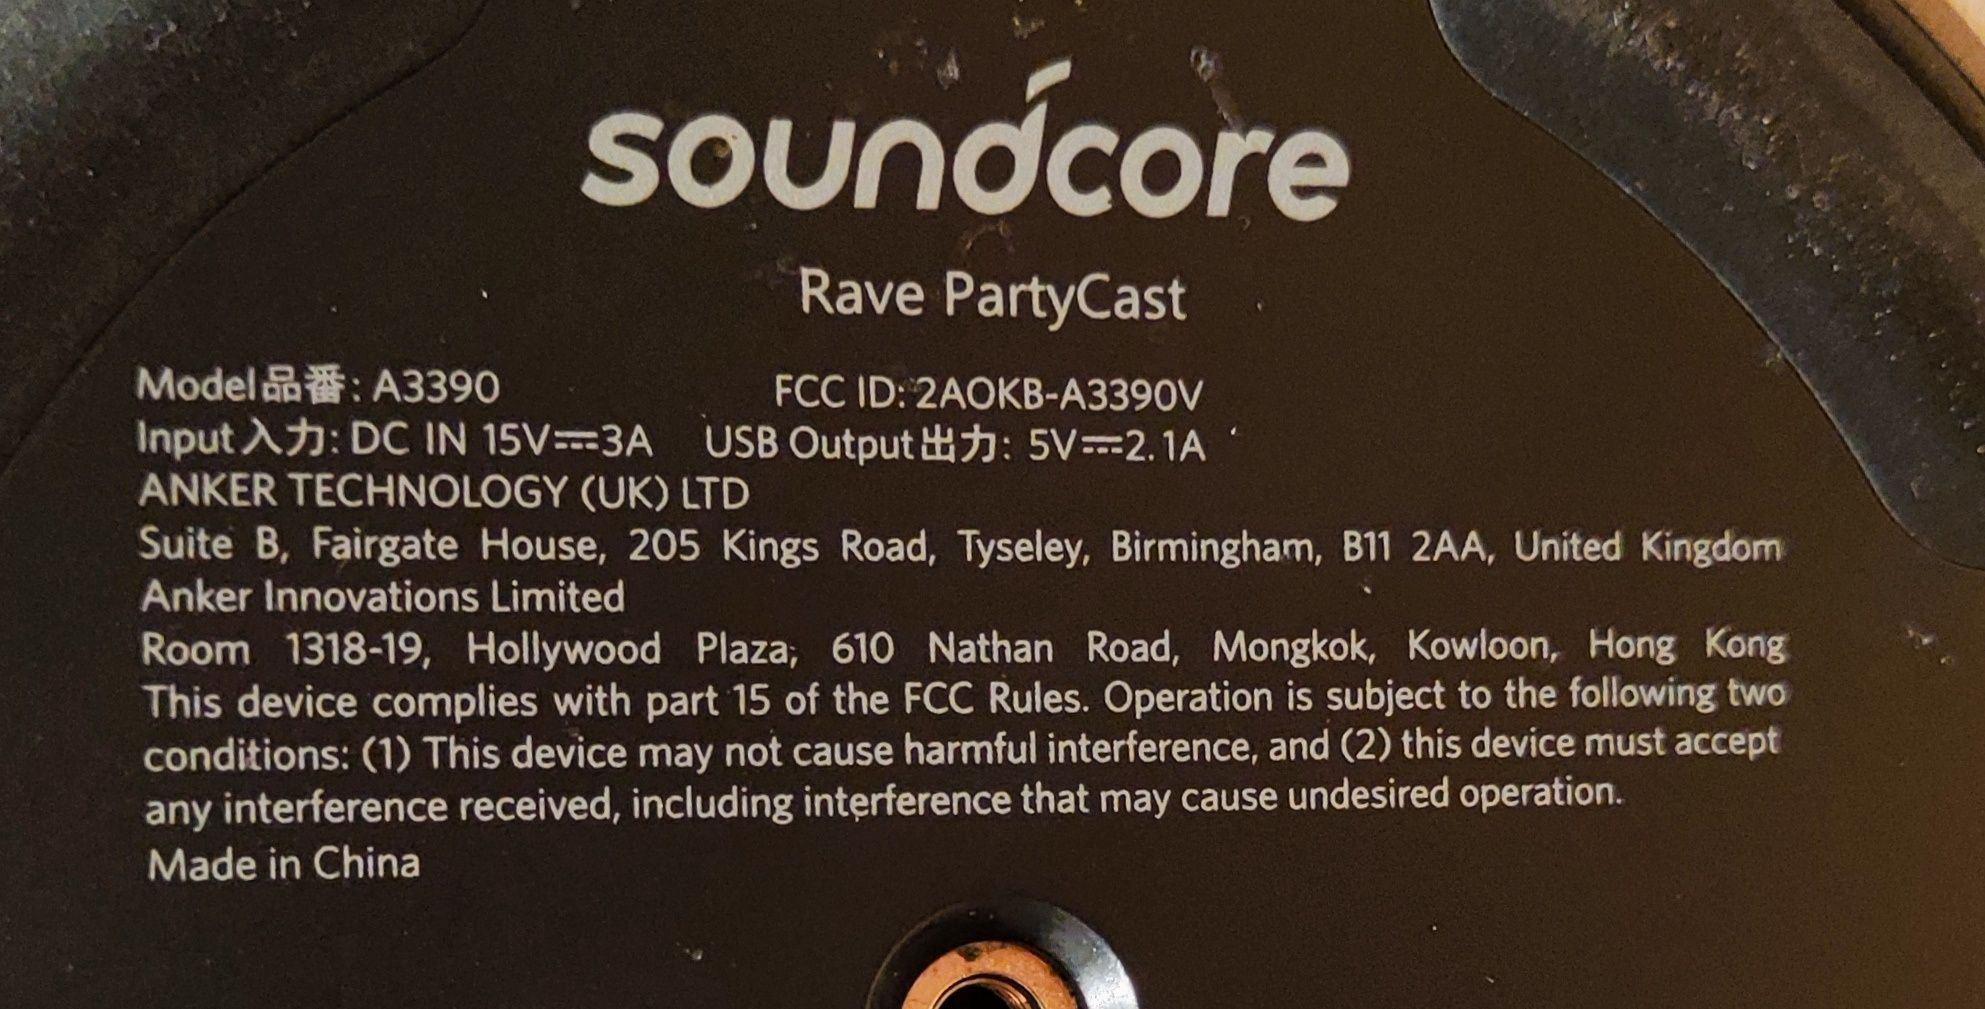 soundcore
Rave PartyCast
Model品番: A3390 FCC ID: 2AOKB-A3390V
Input入力: DC IN 15V⎓3A USB Output出力: 5V⎓2.1A
ANKER TECHNOLOGY (UK) LTD
Suite B, Fairgate House, 205 Kings Road, Tyseley, Birmingham, B11 2AA, United Kingdom
Anker Innovations Limited
Room 1318-19, Hollywood Plaza, 610 Nathan Road, Mongkok, Kowloon, Hong Kong
This device complies with part 15 of the FCC Rules. Operation is subject to the following two
conditions: (1) This device may not cause harmful interference, and (2) this device must accept
any interference received, including interference that may cause undesired operation.
Made in China